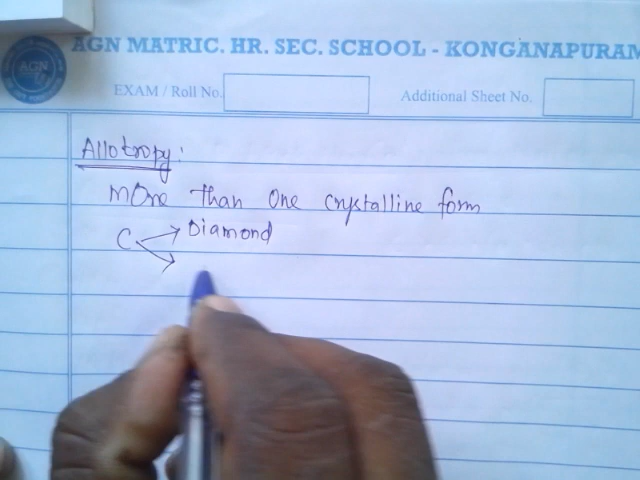 AGN MATRIC. HR. SEC. SCHOOL - KONGANAPURAM
AGN
EXAM / Roll No.
Additional Sheet No.
Allotropy:
More than one crystalline form
C
Diamond